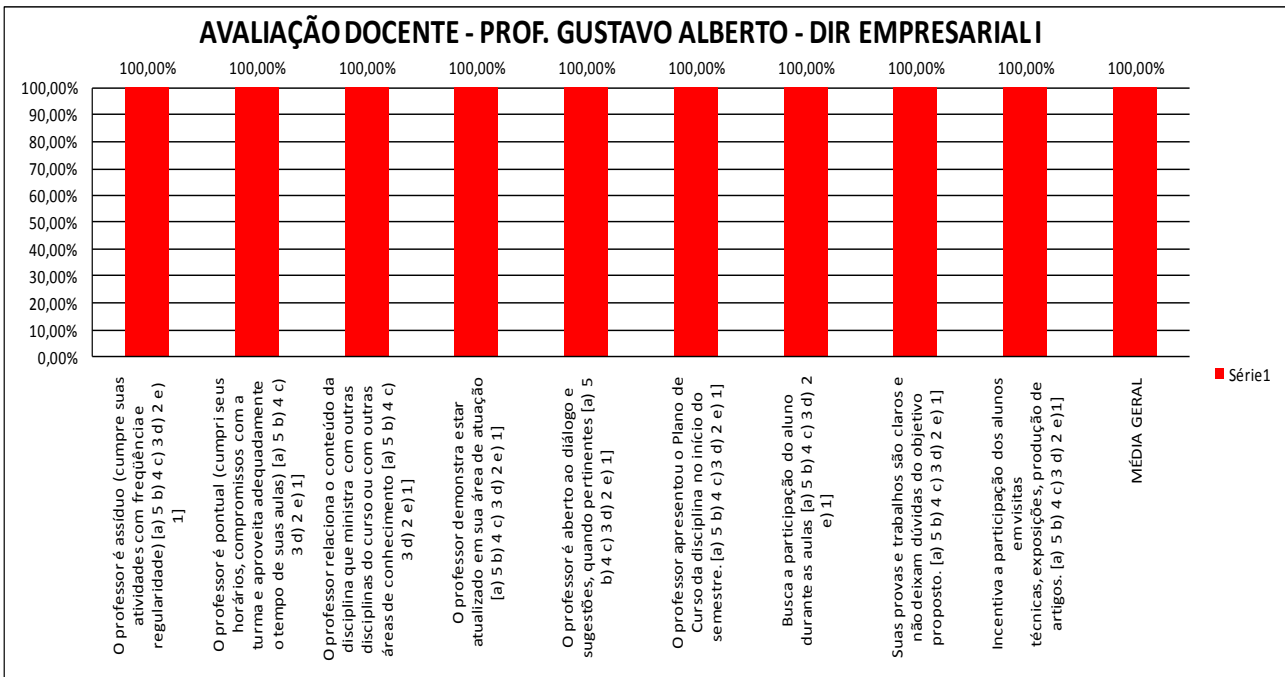 AVALIAÇÃO DOCENTE - PROF. GUSTAVO ALBERTO - DIR EMPRESARIAL I
100,00% 100,00% 100,00% 100,00% 100,00% 100,00% 100,00% 100,00% 100,00% 100,00%
100,00%
90,00%
80,00%
70,00%
60,00%
50,00%
40,00%
30,00%
20,00%
10,00%
0,00%
O professor é assíduo (cumpre suas
atividades com freqüência e
regularidade) [a) 5 b) 4 c) 3 d) 2 e)
1]
O professor é pontual (cumpri seus
horários, compromissos com a
turma e aproveita adequadamente
o tempo de suas aulas) [a) 5 b) 4 c)
3 d) 2 e) 1]
O professor relaciona o conteúdo da
disciplina que ministra com outras
disciplinas do curso ou com outras
áreas de conhecimento [a) 5 b) 4 c)
3 d) 2 e) 1]
O professor demonstra estar
atualizado em sua área de atuação
[a) 5 b) 4 c) 3 d) 2 e) 1]
O professor é aberto ao diálogo e
sugestões, quando pertinentes [a) 5
b) 4 c) 3 d) 2 e) 1]
O professor apresentou o Plano de
Curso da disciplina no início do
semestre. [a) 5 b) 4 c) 3 d) 2 e) 1]
Busca a participação do aluno
durante as aulas [a) 5 b) 4 c) 3 d) 2
e) 1]
Suas provas e trabalhos são claros e
não deixam dúvidas do objetivo
proposto. [a) 5 b) 4 c) 3 d) 2 e) 1]
Incentiva a participação dos alunos
em visitas
técnicas, exposições, produção de
artigos. [a) 5 b) 4 c) 3 d) 2 e) 1]
MÉDIA GERAL
Série1